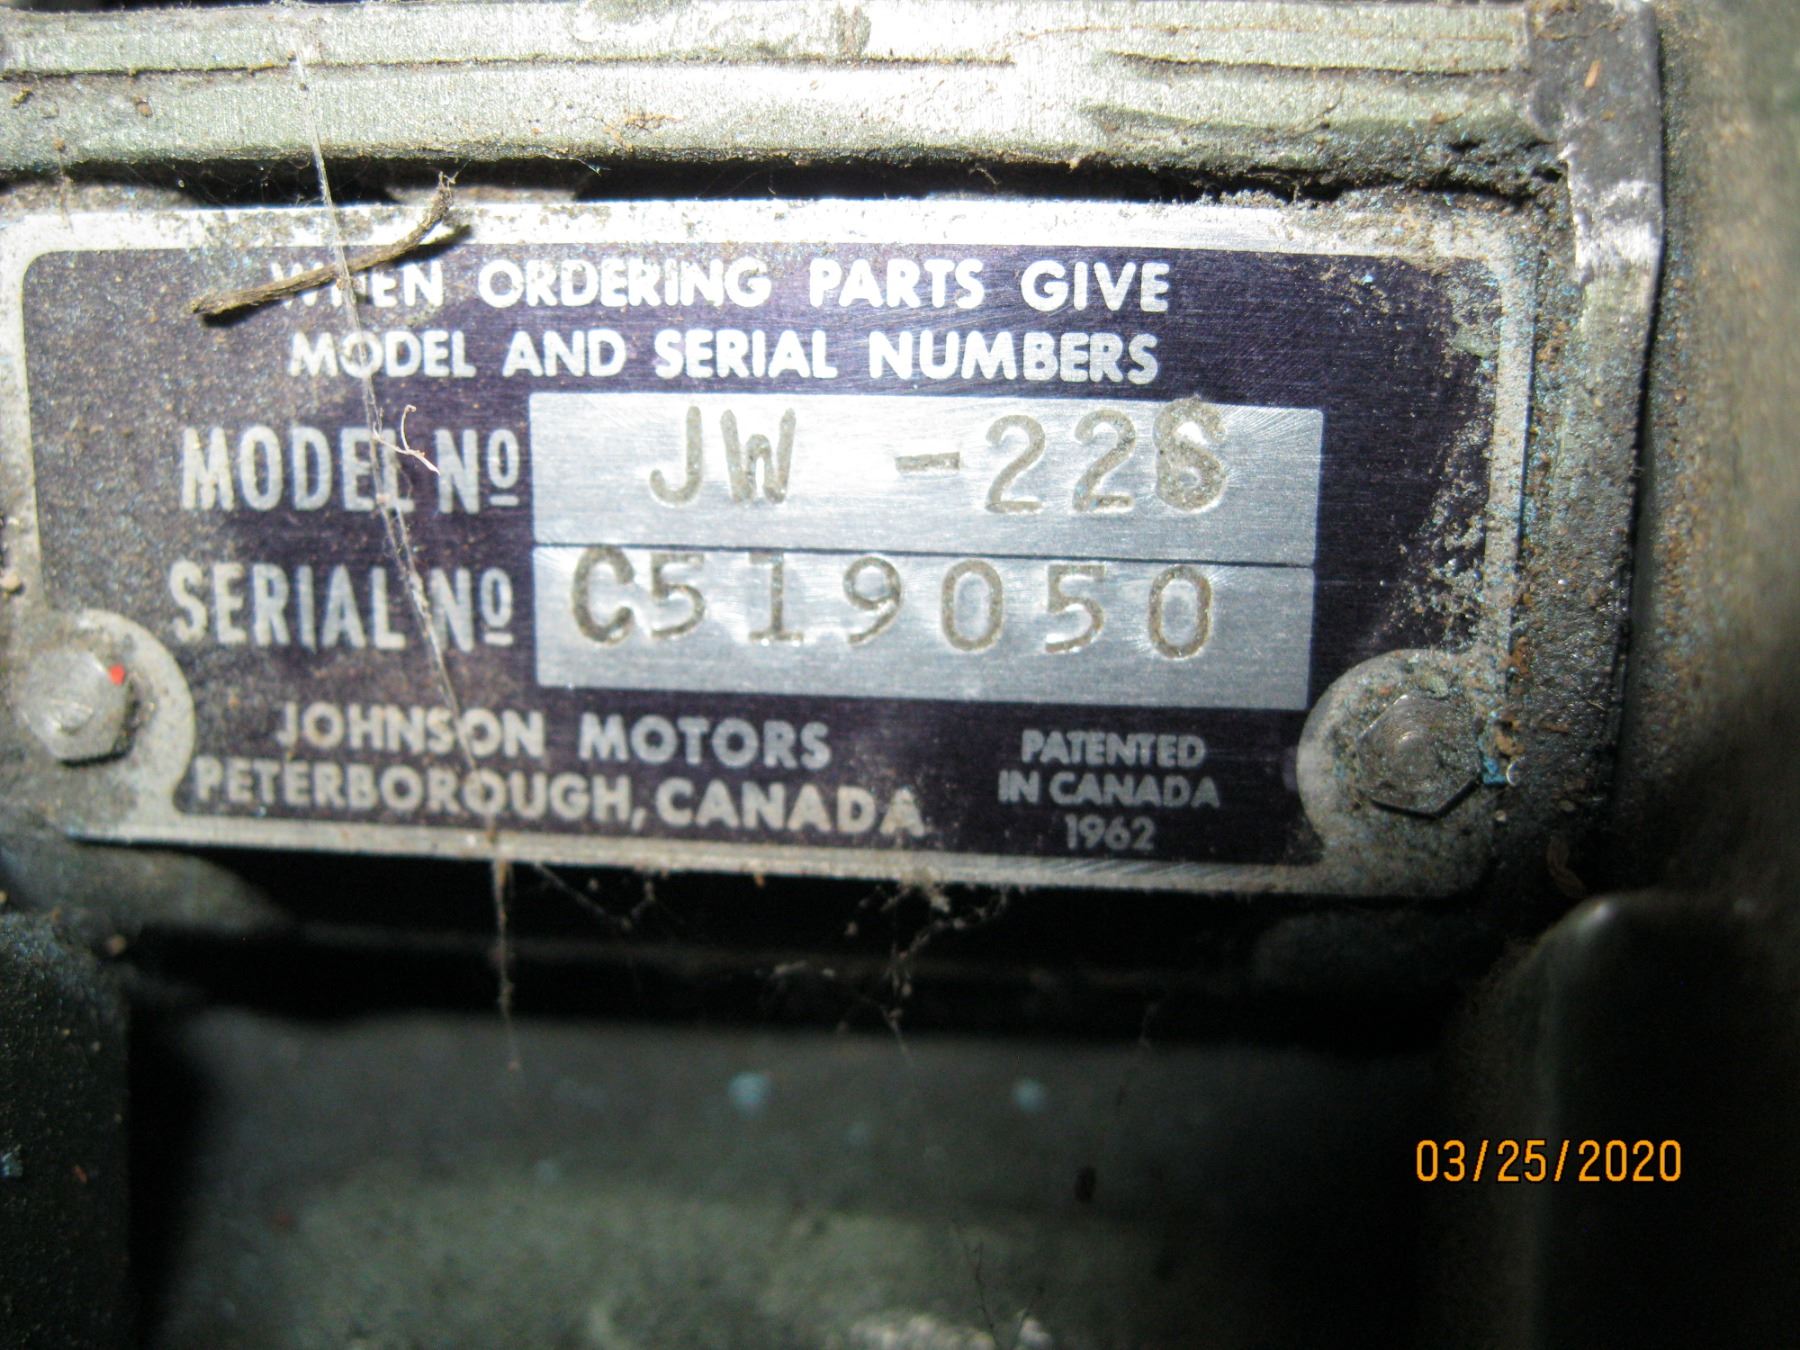 WHEN ORDERING PARTS GIVE
MODEL AND SERIAL NUMBERS
MODEL Nº JW -22S
SERIAL Nº C519050
JOHNSON MOTORS
PETERBOROUGH, CANADA
PATENTED
IN CANADA
1962
03/25/2020